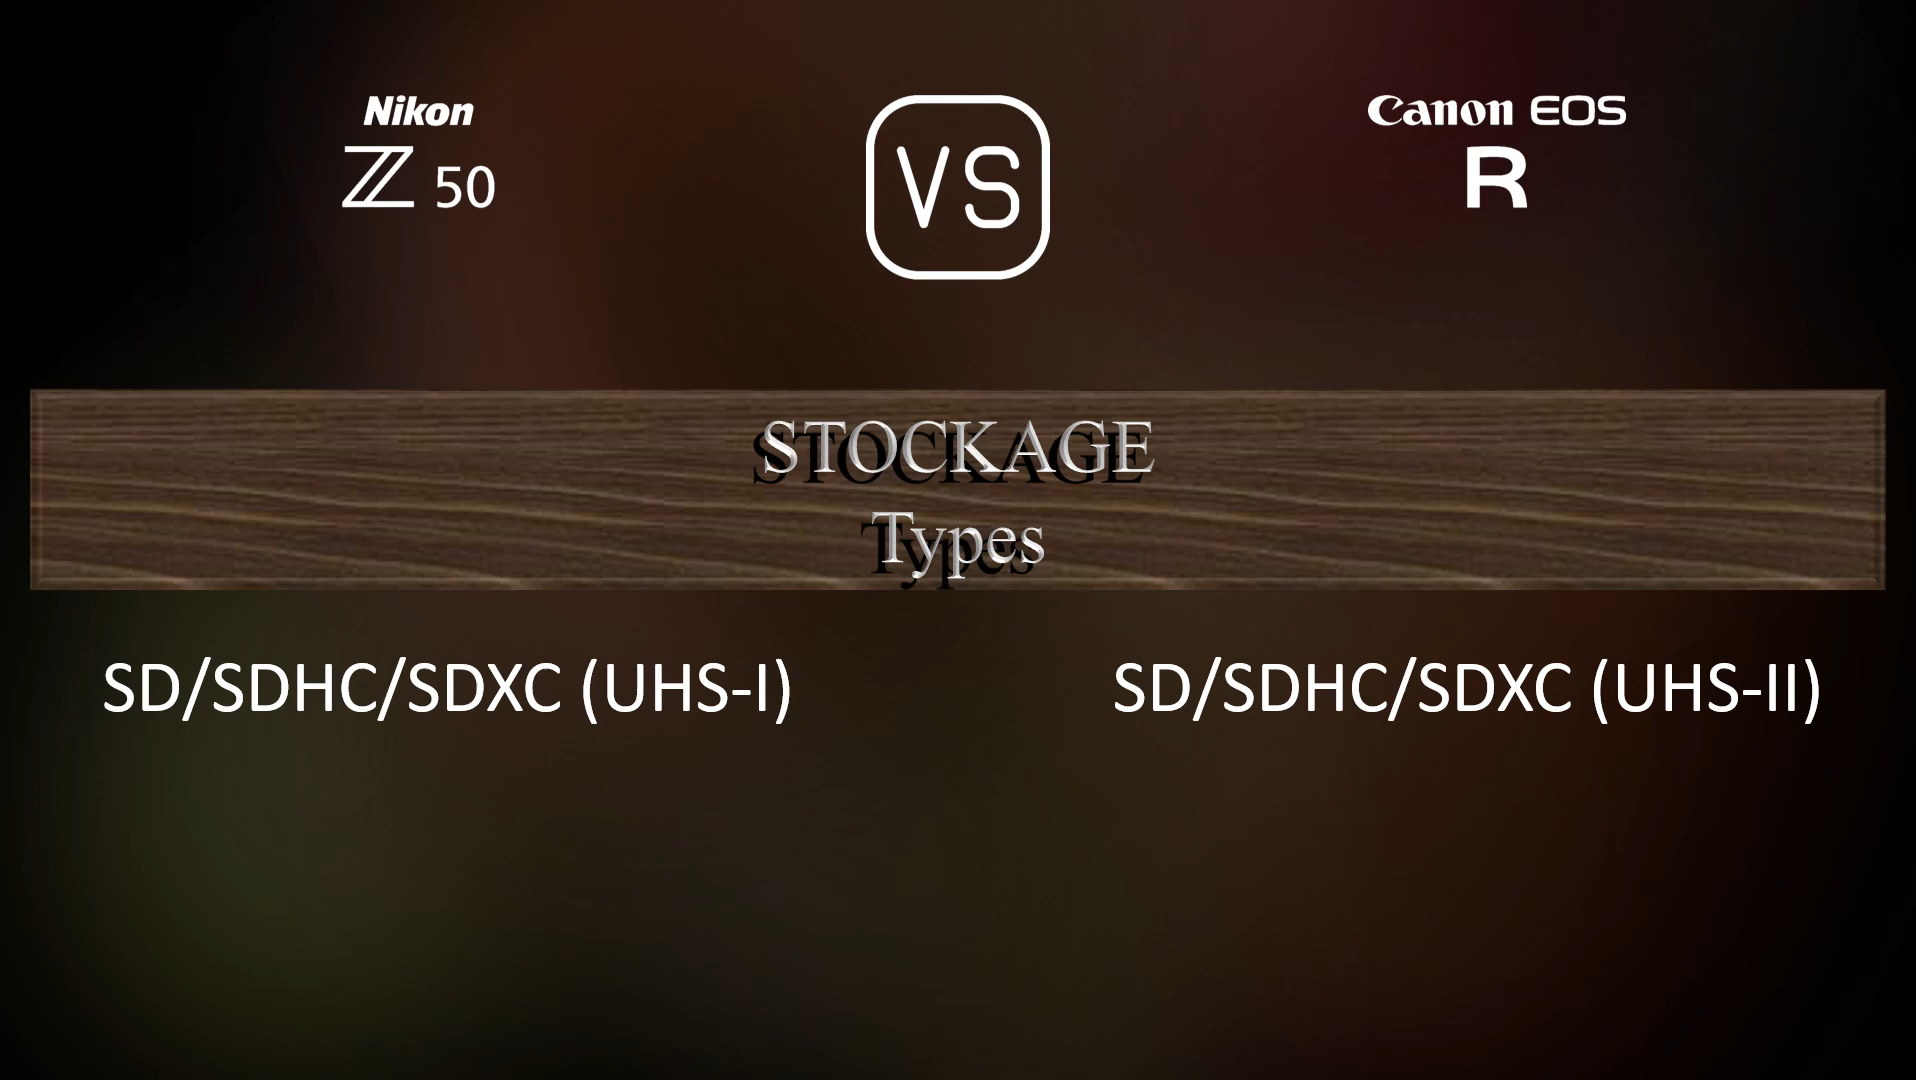 Nikon
Z 50
VS
Canon EOS
R
STOCKAGE
Types
SD/SDHC/SDXC (UHS-I)
SD/SDHC/SDXC (UHS-II)